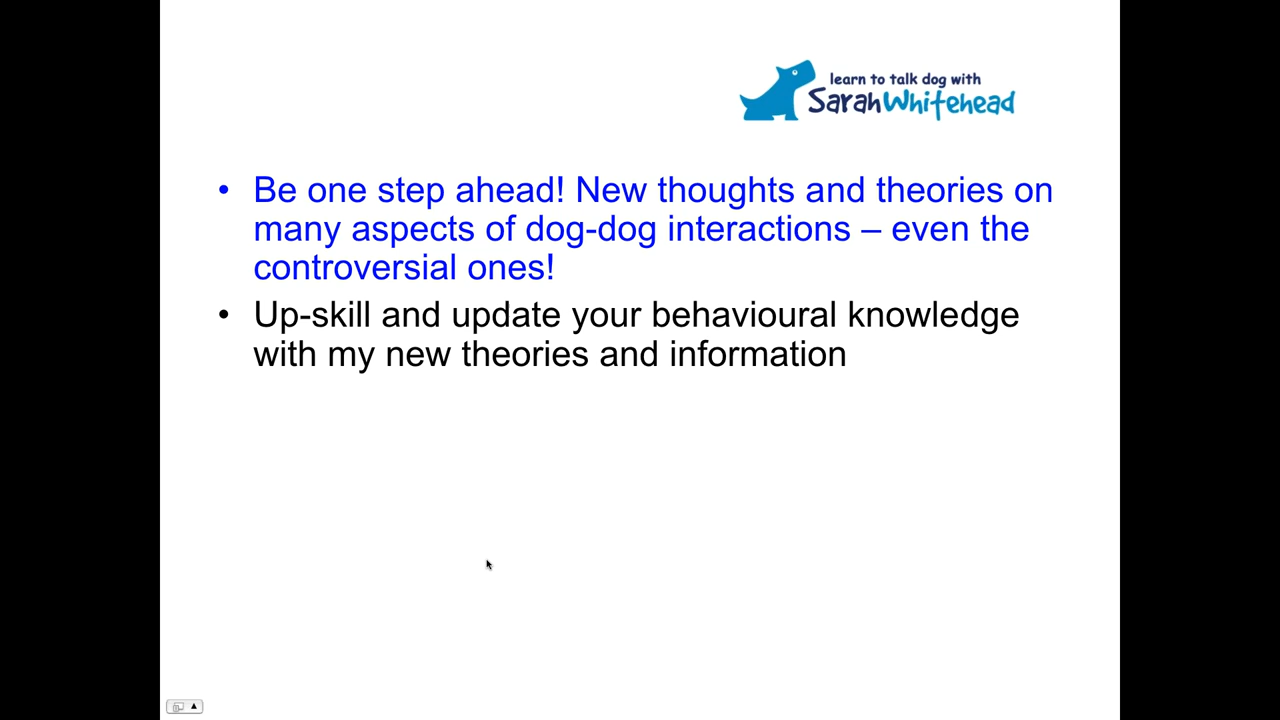 learn to talk dog with
Sarah Whitehead
• Be one step ahead! New thoughts and theories on
many aspects of dog-dog interactions – even the
controversial ones!
• Up-skill and update your behavioural knowledge
with my new theories and information